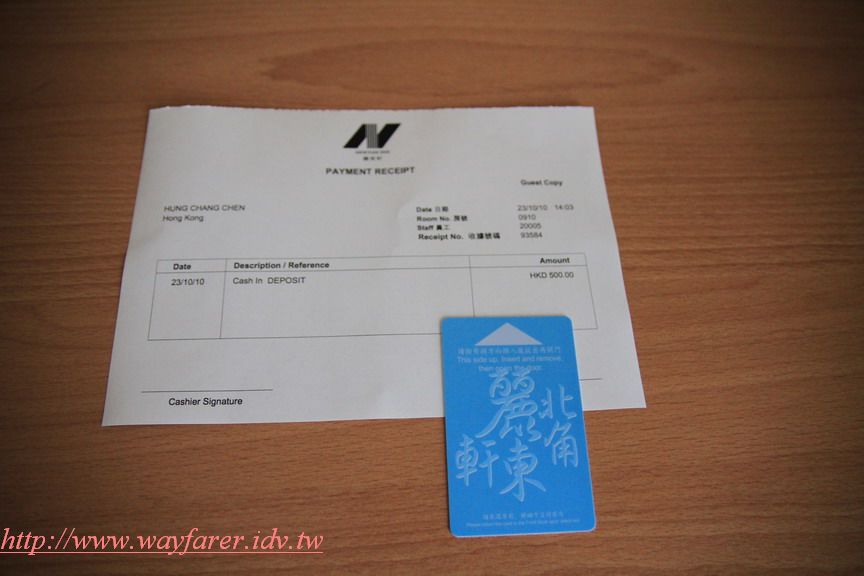 PAYMENT RECEIPT
Guest Copy
HUNG CHANG CHEN
Hong Kong
Date 日期 23/10/10 14:03
Room No. 房號 0910
Staff 員工 20005
Receipt No. 收據號碼 93584
Date Description / Reference Amount
23/10/10 Cash In DEPOSIT HKD 500.00
Cashier Signature
This side up. Insert and remove,
then open the door.
北角
麗東軒
http://www.wayfarer.idv.tw